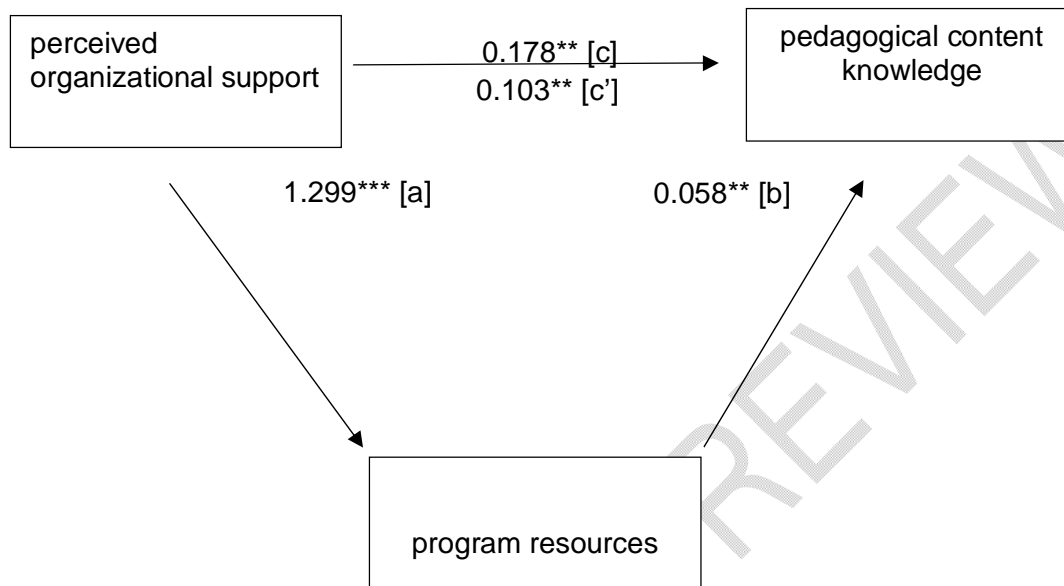 perceived
organizational support
0.178** [c]
0.103** [c’]
pedagogical content
knowledge
1.299*** [a]
0.058** [b]
program resources
REVIEW